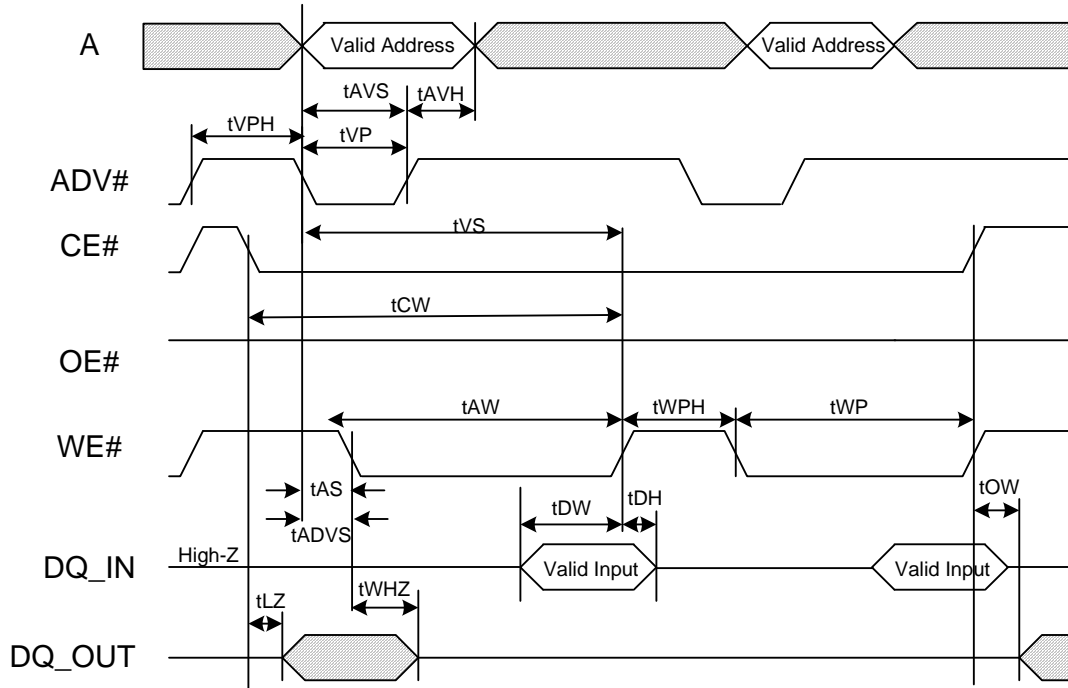 A
Valid Address
Valid Address
tAVS
tAVH
tVPH
tVP
ADV#
tVS
CE#
tCW
OE#
tAW
tWPH
tWP
WE#
tAS
tDW
tDH
tOW
tADVS
High-Z
DQ_IN
Valid Input
Valid Input
tLZ
tWHZ
DQ_OUT